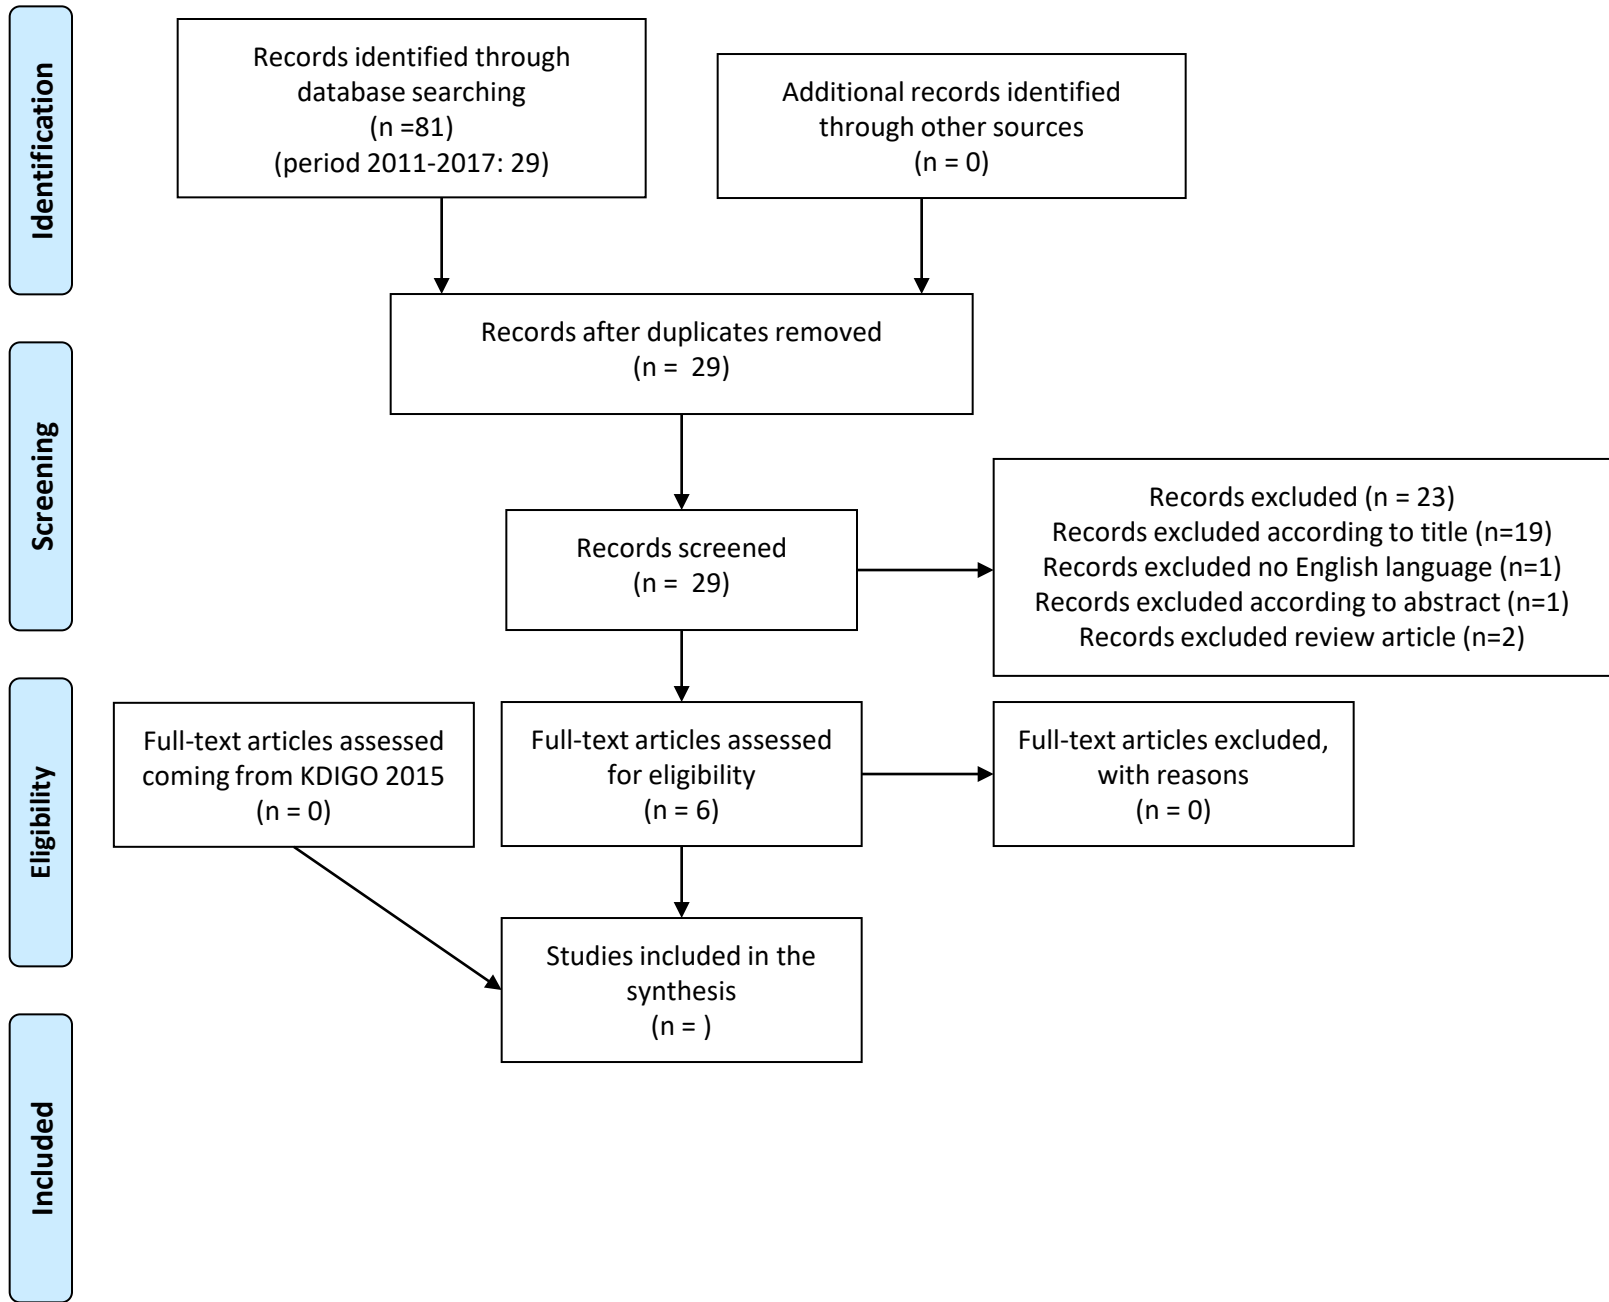 Identification
Records identified through
database searching
(n =81)
(period 2011-2017: 29)
Additional records identified
through other sources
(n = 0)
Records after duplicates removed
(n =  29)
Screening
Records screened
(n =  29)
Records excluded (n = 23)
Records excluded according to title (n=19)
Records excluded no English language (n=1)
Records excluded according to abstract (n=1)
Records excluded review article (n=2)
Eligibility
Full-text articles assessed
coming from KDIGO 2015
(n = 0)
Full-text articles assessed
for eligibility
(n = 6)
Full-text articles excluded,
with reasons
(n = 0)
Studies included in the
synthesis
(n = )
Included